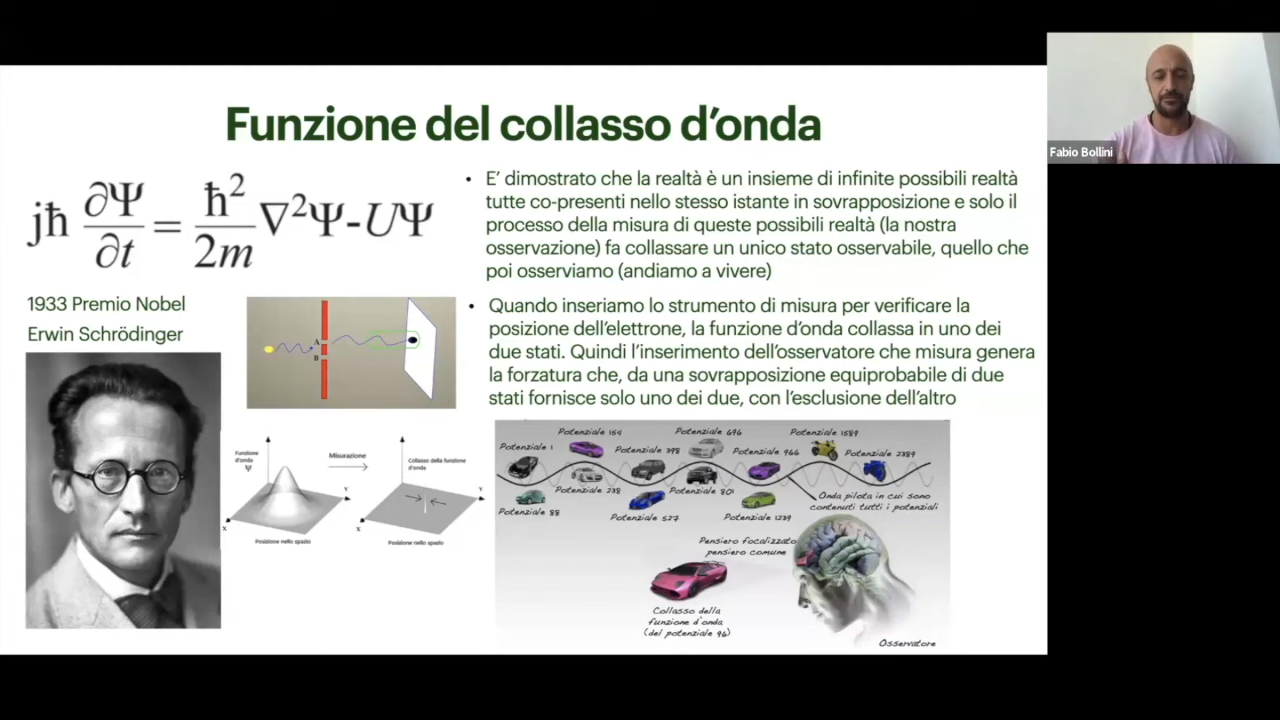 Funzione del collasso d’onda
jħ ∂Ψ/∂t = ħ²/2m ∇²Ψ-UΨ
1933 Premio Nobel
Erwin Schrödinger
• E’ dimostrato che la realtà è un insieme di infinite possibili realtà
tutte co-presenti nello stesso istante in sovrapposizione e solo il
processo della misura di queste possibili realtà (la nostra
osservazione) fa collassare un unico stato osservabile, quello che
poi osserviamo (andiamo a vivere)
• Quando inseriamo lo strumento di misura per verificare la
posizione dell’elettrone, la funzione d’onda collassa in uno dei
due stati. Quindi l’inserimento dell’osservatore che misura genera
la forzatura che, da una sovrapposizione equiprobabile di due
stati fornisce solo uno dei due, con l’esclusione dell’altro
A
B
Funzione
d'onda
Ψ
Misurazione
Collasso della funzione
d'onda
Y
X
Posizione nello spazio
Y
X
Posizione nello spazio
Potenziale 1
Potenziale 154
Potenziale 398
Potenziale 696
Potenziale 966
Potenziale 1589
Potenziale 2389
Potenziale 88
Potenziale 238
Potenziale 527
Potenziale 801
Potenziale 1239
Onda pilota in cui sono
contenuti tutti i potenziali
Pensiero focalizzato
pensiero comune
Collasso della
funzione d'onda
(del potenziale 96)
Osservatore
Fabio Bollini